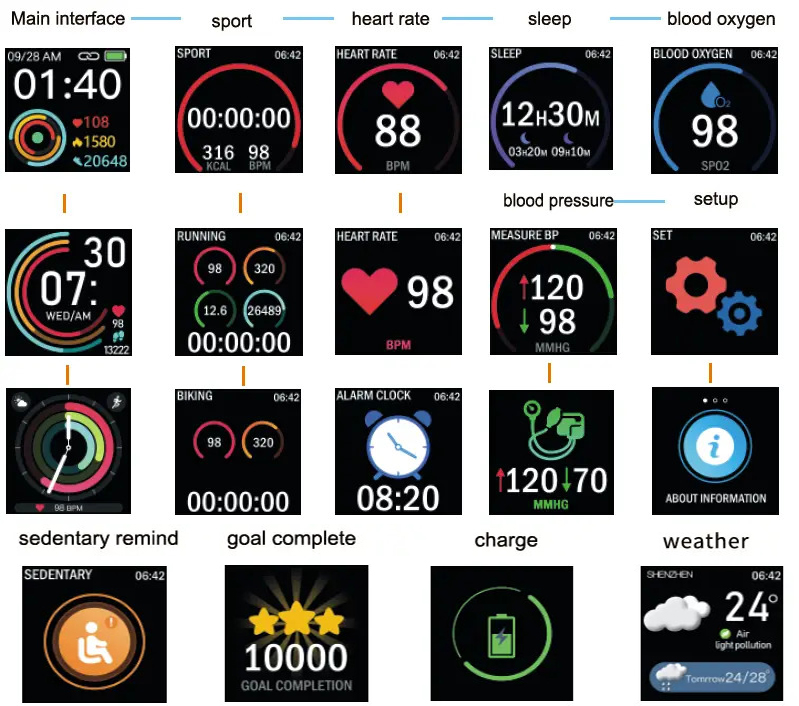 Main interface
sport
heart rate
sleep
blood oxygen
09/28 AM
01:40
108
1580
20648
SPORT 06:42
00:00:00
316 98
KCAL BPM
HEART RATE 06:42
88
BPM
SLEEP 06:42
12H30M
03H20M 09H10M
BLOOD OXYGEN 06:42
O2
98
SPO2
blood pressure
setup
30
07:
WED/AM
98
13222
RUNNING 06:42
98 320
12.6 26489
00:00:00
HEART RATE 06:42
98
BPM
MEASURE BP 06:42
120
98
MMHG
SET 06:42
98 BPM
BIKING 06:42
98 320
00:00:00
ALARM CLOCK 06:42
08:20
120 70
MMHG
i
ABOUT INFORMATION
sedentary remind
goal complete
charge
weather
SEDENTARY 06:42
!
10000
GOAL COMPLETION
SHENZHEN 06:42
24°
Air
light pollution
Tomrrow24/28°